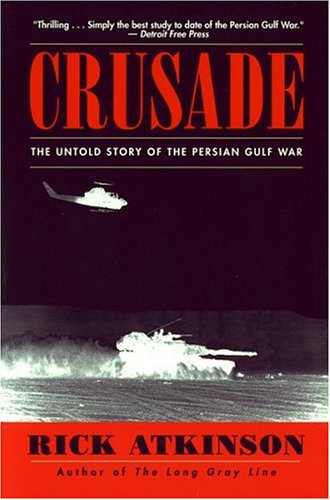 "Thrilling . . . Simply the best study to date of the Persian Gulf War."
— Detroit Free Press
CRUSADE
THE UNTOLD STORY OF THE PERSIAN GULF WAR
RICK ATKINSON
Author of The Long Gray Line